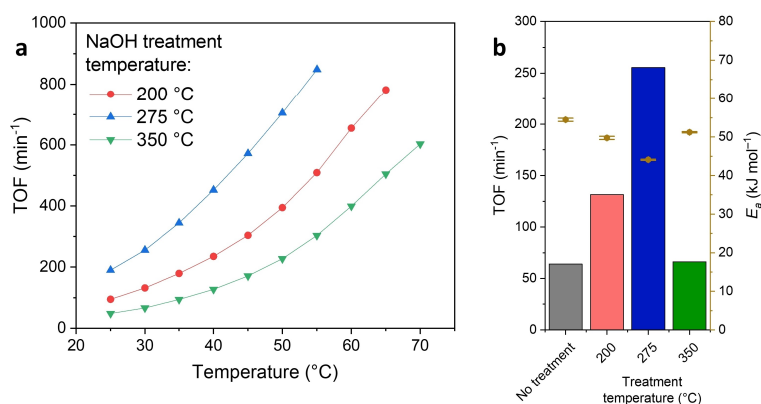 a
NaOH treatment
temperature:
200 °C
275 °C
350 °C
TOF (min⁻¹)
1000
800
600
400
200
0
20
30
40
50
60
70
Temperature (°C)
b
TOF (min⁻¹)
300
250
200
150
100
50
0
80
70
60
50
40
30
20
10
0
Eₐ (kJ mol⁻¹)
No treatment
200
275
350
Treatment
temperature (°C)